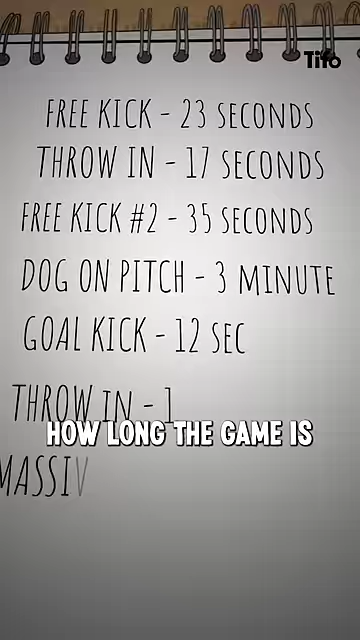 Tifo
FREE KICK - 23 SECONDS
THROW IN - 17 SECONDS
FREE KICK #2 - 35 SECONDS
DOG ON PITCH - 3 MINUTE
GOAL KICK - 12 SEC
THROW IN - 1
HOW LONG THE GAME IS
MASSIV